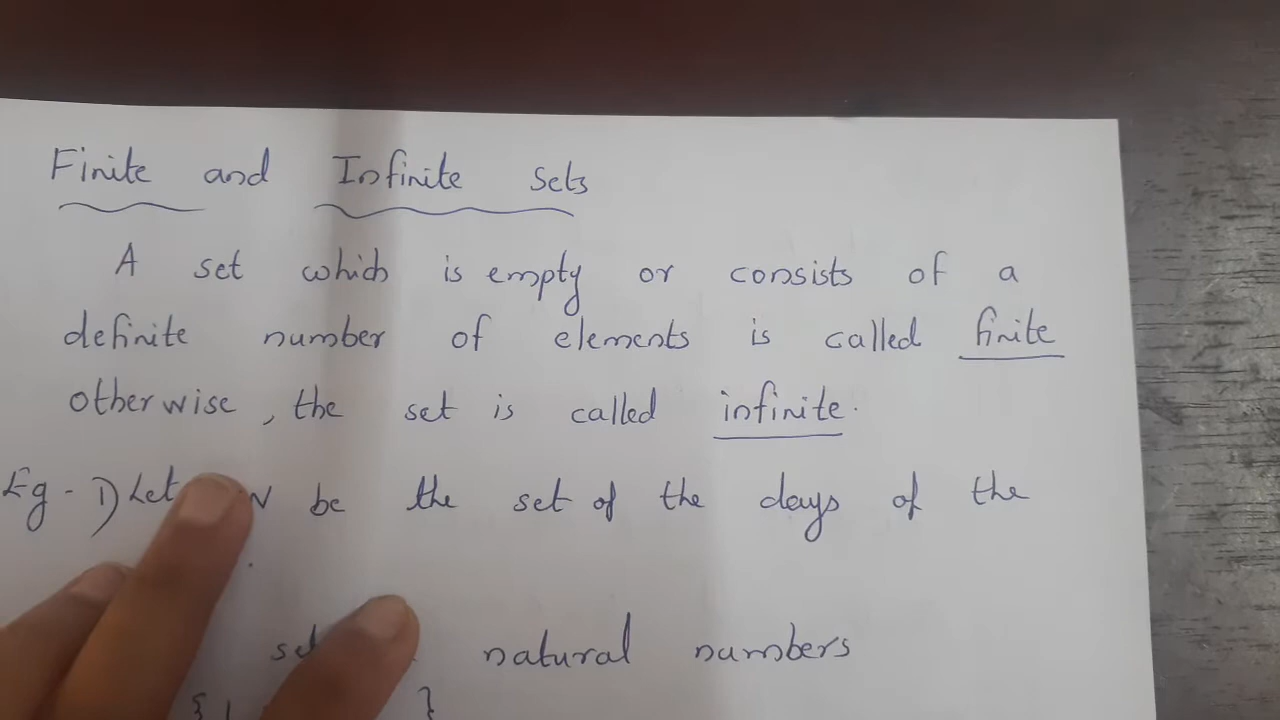 Finite and Infinite Sets
A set which is empty or consists of a
definite number of elements is called finite
otherwise, the set is called infinite.
Eg - 1) Let be the set of the days of the
natural numbers
{ }